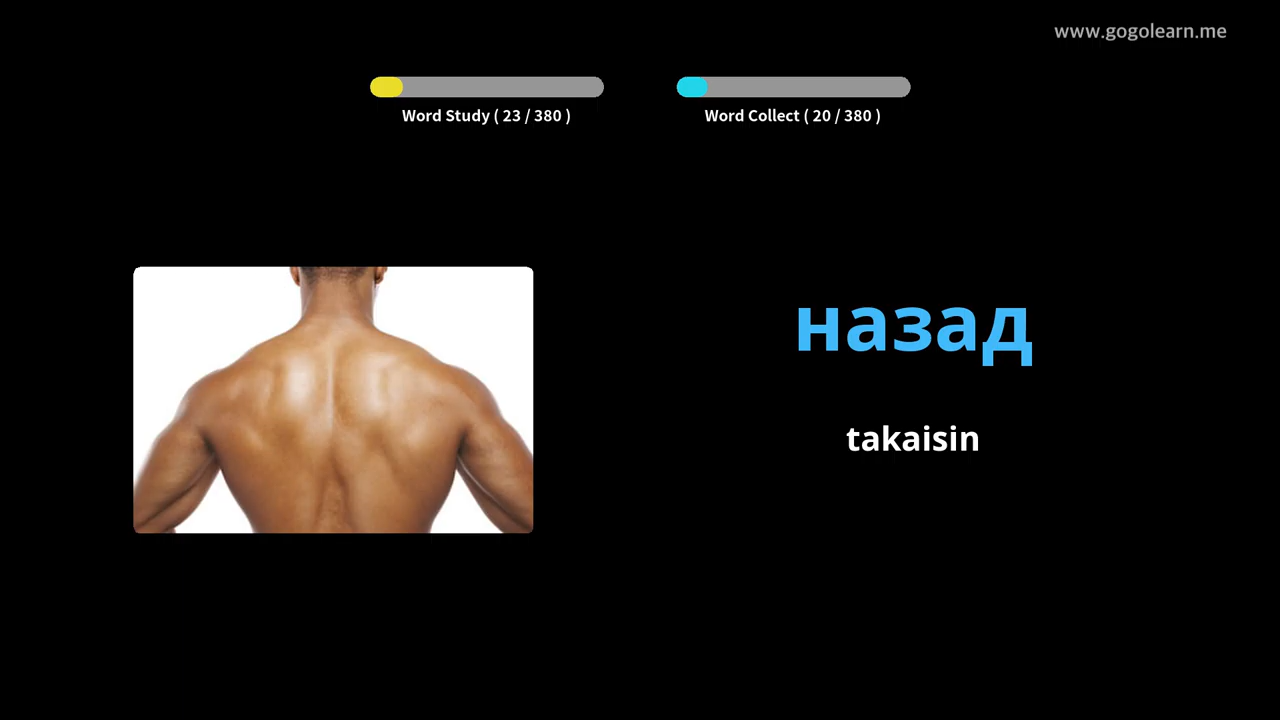 www.gogolearn.me
Word Study ( 23 / 380 )
Word Collect ( 20 / 380 )
назад
takaisin